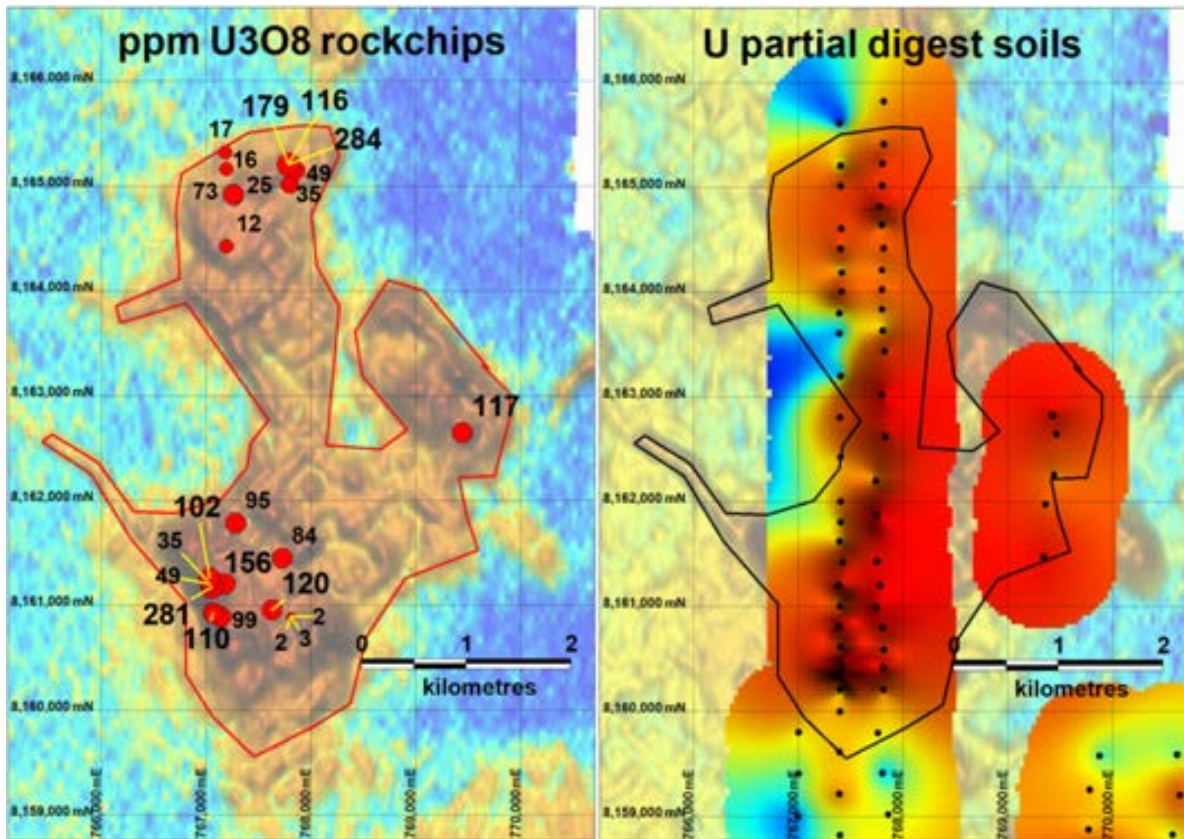 ppm U3O8 rockchips
8,166,000 mN
179
116
17
284
16
49
8,165,000 mN
73
25
35
12
8,164,000 mN
8,163,000 mN
117
8,162,000 mN
102
95
35
84
49
156
120
281
8,161,000 mN
99
2
110
2
3
0
1
2
kilometres
8,160,000 mN
8,159,000 mN
767,000 mE
768,000 mE
769,000 mE
770,000 mE
U partial digest soils
8,166,000 mN
8,165,000 mN
8,164,000 mN
8,163,000 mN
8,162,000 mN
8,161,000 mN
0
1
2
kilometres
8,160,000 mN
8,159,000 mN